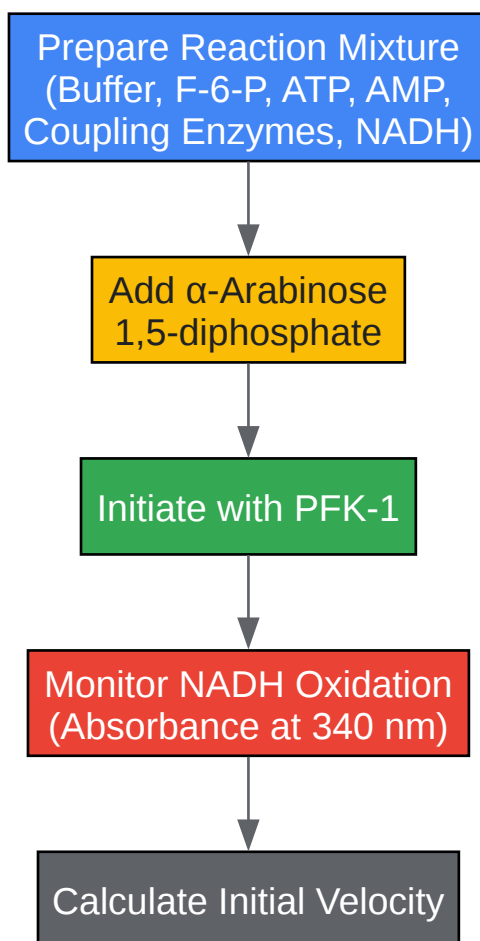 Prepare Reaction Mixture
(Buffer, F-6-P, ATP, AMP,
Coupling Enzymes, NADH)
Add α-Arabinose
1,5-diphosphate
Initiate with PFK-1
Monitor NADH Oxidation
(Absorbance at 340 nm)
Calculate Initial Velocity